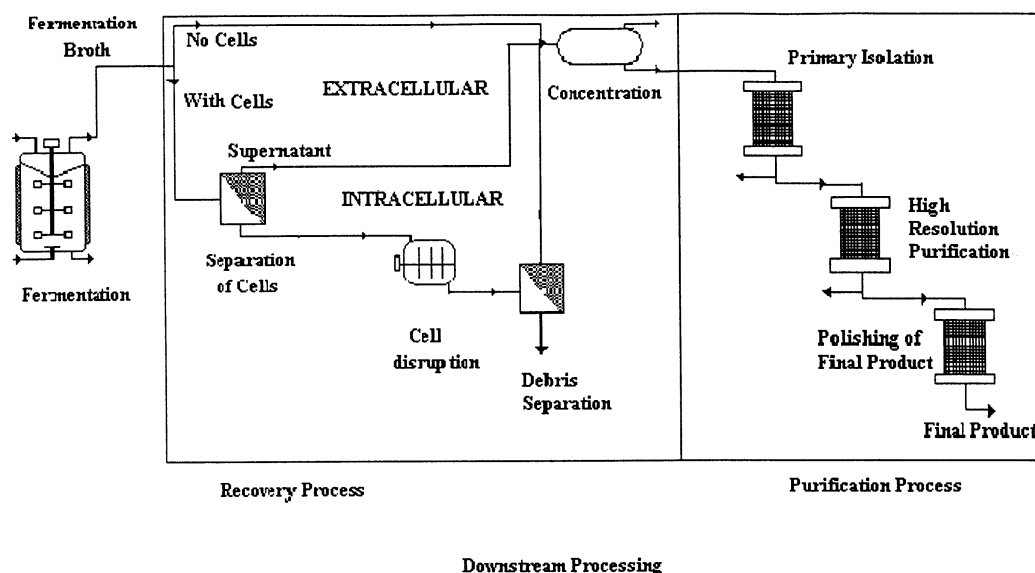 Fermentation
Broth
No Cells
With Cells
EXTRACELLULAR
Concentration
Primary Isolation
Supernatant
INTRACELLULAR
Separation
of Cells
Cell
disruption
Debris
Separation
High
Resolution
Purification
Polishing of
Final Product
Final Product
Fermentation
Recovery Process
Purification Process
Downstream Processing